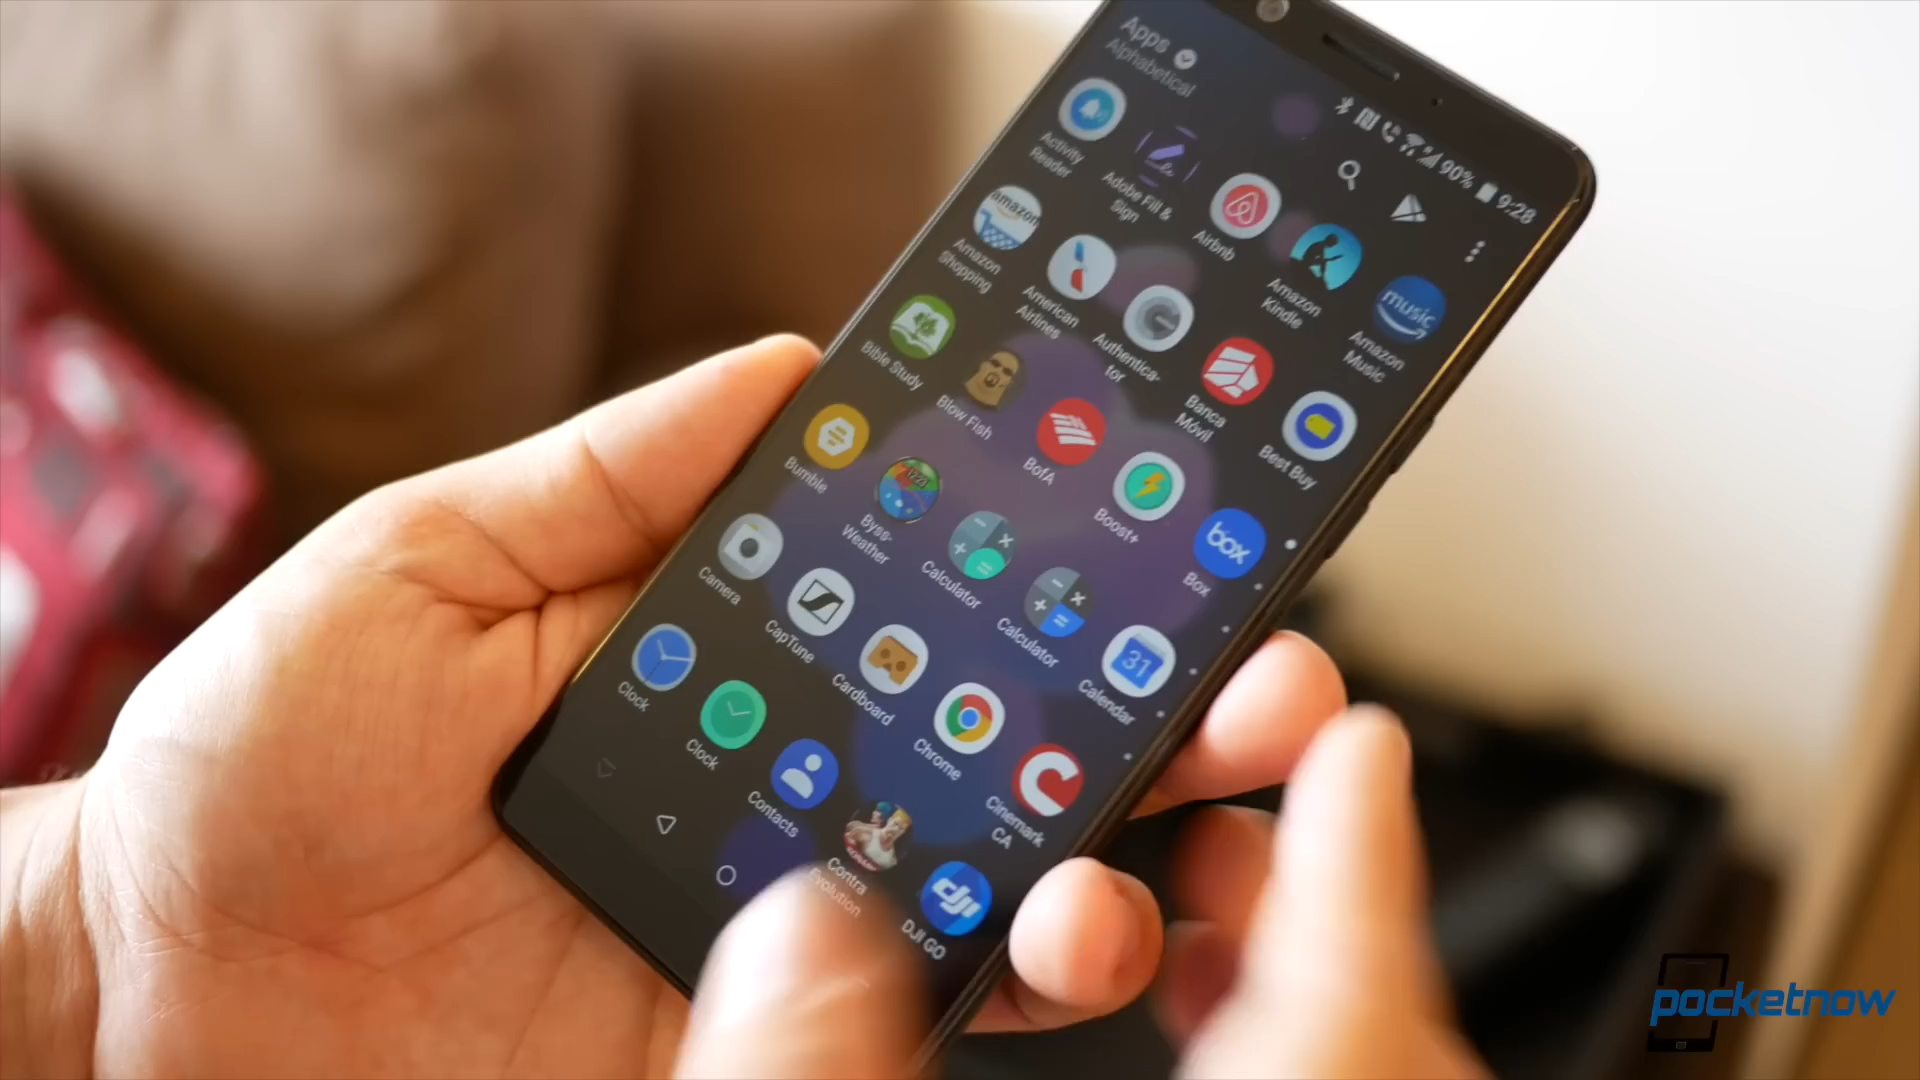 Apps
Alphabetical
90% 9:28
Activity
Reader
Adobe Fill &
Sign
Airbnb
Amazon
Kindle
music
Amazon
Music
amazon
Amazon
Shopping
American
Airlines
Authentica-
tor
Banca
Móvil
Best Buy
Bible Study
Blow Fish
BofA
Boost+
box
Box
Bumble
Byss-
Weather
Calculator
Calculator
31
Calendar
Camera
CapTune
Cardboard
Chrome
Cinemark
CA
Clock
Clock
Contacts
Contra
Evolution
dji
DJI GO
pocketnow